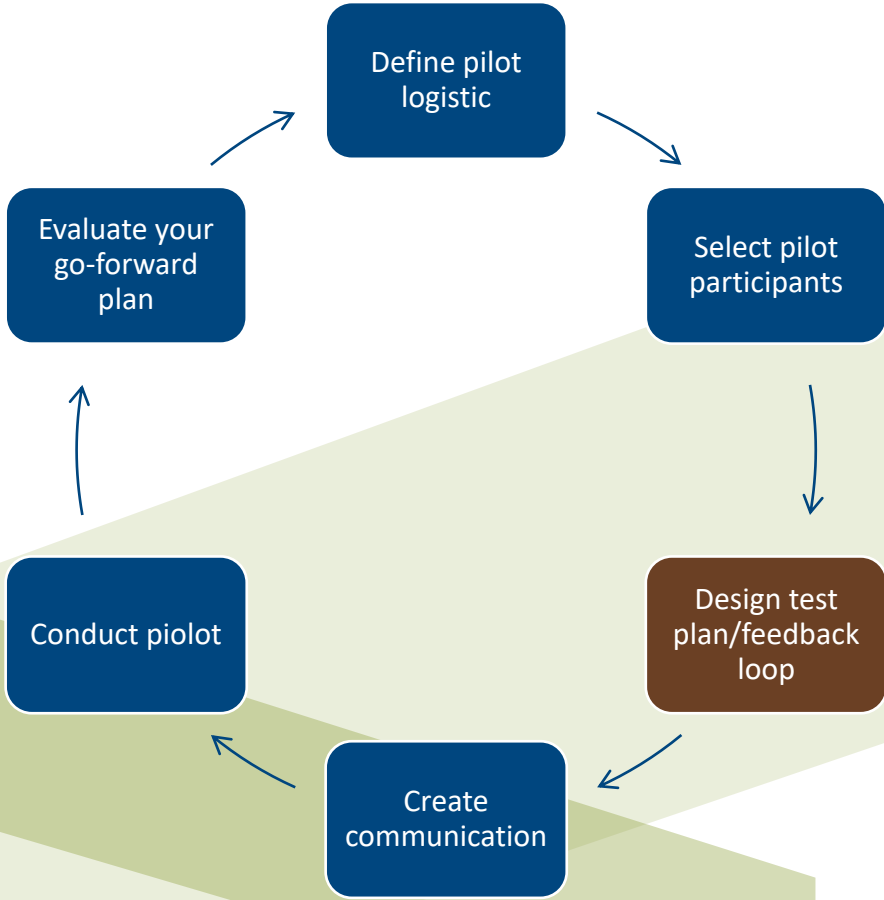 Define pilot
logistic
Select pilot
participants
Design test
plan/feedback
loop
Create
communication
Conduct piolot
Evaluate your
go-forward
plan